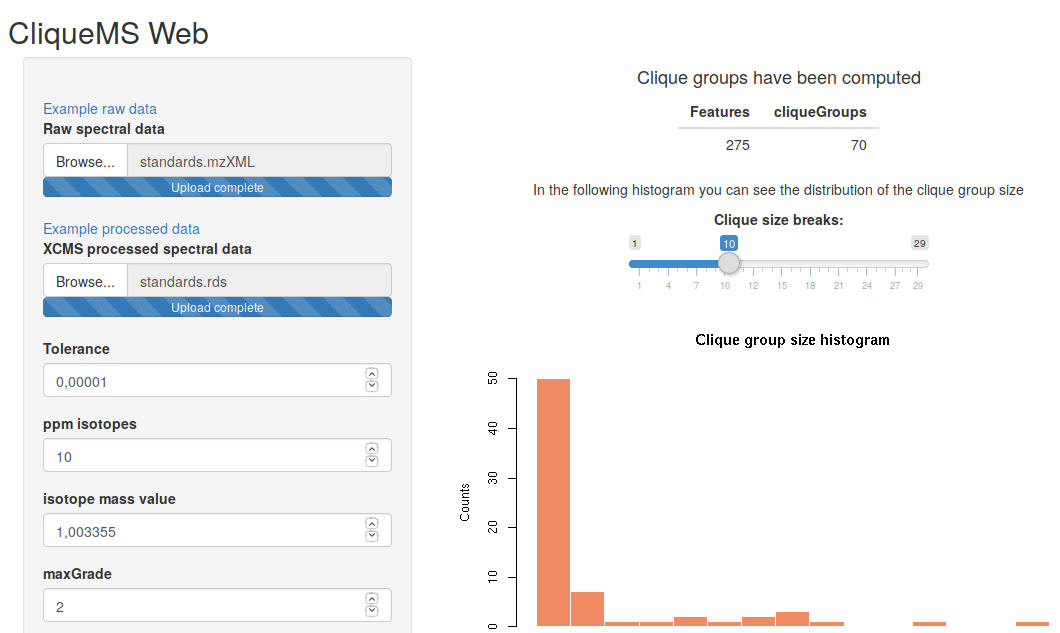 CliqueMS Web
Example raw data
Raw spectral data
Browse... standards.mzXML
Upload complete
Example processed data
XCMS processed spectral data
Browse... standards.rds
Upload complete
Tolerance
0,00001
ppm isotopes
10
isotope mass value
1,003355
maxGrade
2
Clique groups have been computed
Features cliqueGroups
275 70
In the following histogram you can see the distribution of the clique group size
Clique size breaks:
1 10 29
1 4 7 10 12 15 18 21 24 27 29
Clique group size histogram
Counts
50
40
30
20
10
0